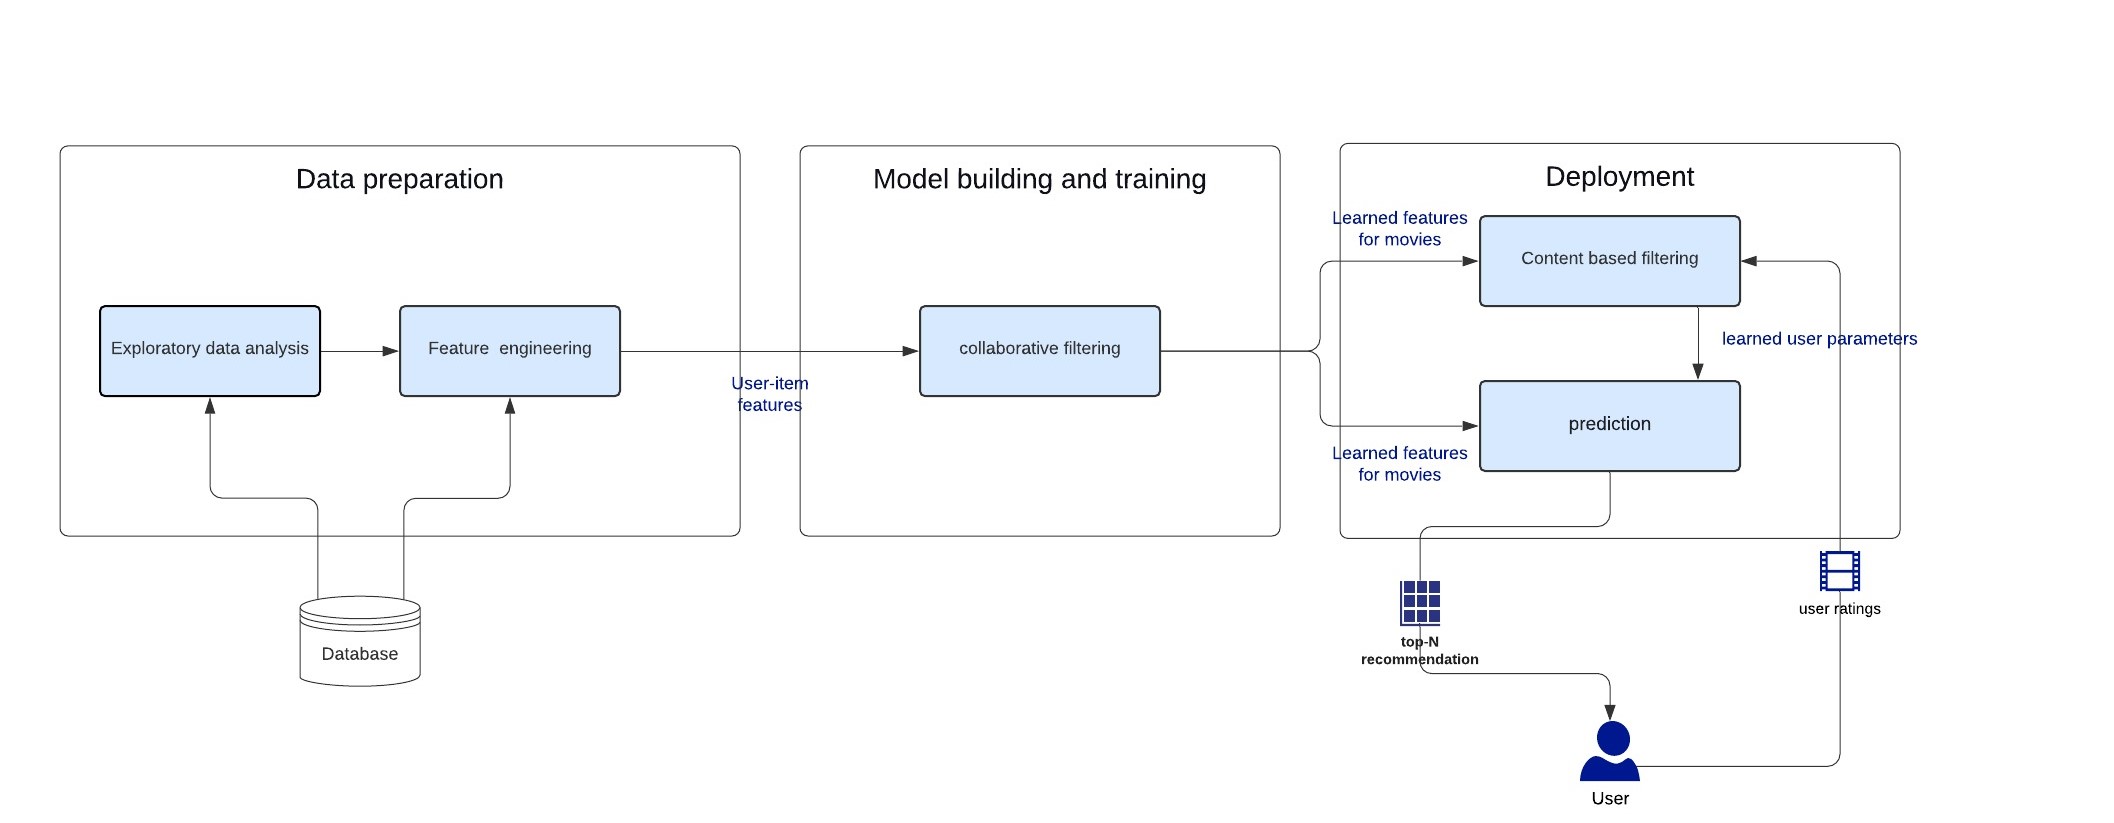 Data preparation
Exploratory data analysis
Feature engineering
Database
User-item
features
Model building and training
collaborative filtering
Deployment
Learned features
for movies
Content based filtering
learned user parameters
prediction
Learned features
for movies
top-N
recommendation
user ratings
User